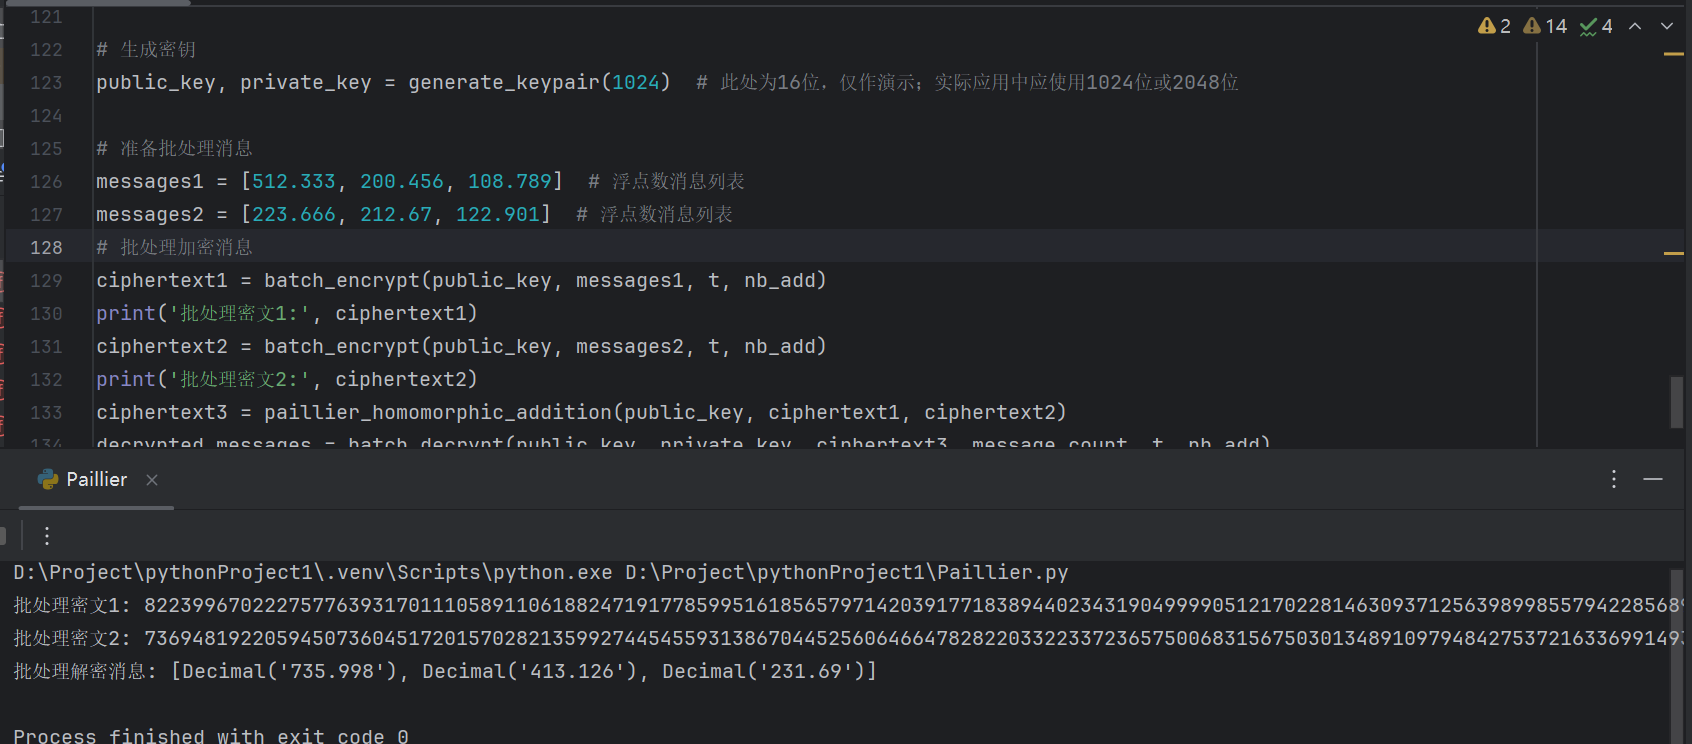 121
2 14 4
122 # 生成密钥
123 public_key, private_key = generate_keypair(1024)  # 此处为16位，仅作演示；实际应用中应使用1024位或2048位
124
125 # 准备批处理消息
126 messages1 = [512.333, 200.456, 108.789]  # 浮点数消息列表
127 messages2 = [223.666, 212.67, 122.901]  # 浮点数消息列表
128 # 批处理加密消息
129 ciphertext1 = batch_encrypt(public_key, messages1, t, nb_add)
130 print('批处理密文1:', ciphertext1)
131 ciphertext2 = batch_encrypt(public_key, messages2, t, nb_add)
132 print('批处理密文2:', ciphertext2)
133 ciphertext3 = paillier_homomorphic_addition(public_key, ciphertext1, ciphertext2)
134 decrypted_messages = batch_decrypt(public_key, private_key, ciphertext3, message_count, t, nb_add)
Paillier
D:\Project\pythonProject1\.venv\Scripts\python.exe D:\Project\pythonProject1\Paillier.py
批处理密文1:
批处理密文2:
批处理解密消息: [Decimal('735.998'), Decimal('413.126'), Decimal('231.69')]
Process finished with exit code 0